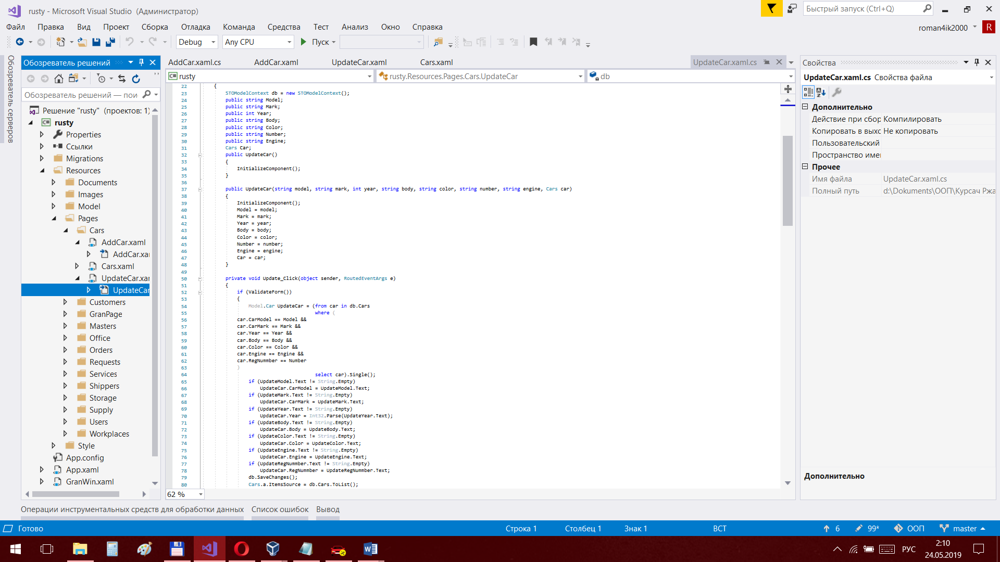 rusty - Microsoft Visual Studio (Администратор)
Быстрый запуск (Ctrl+Q)
Файл Правка Вид Проект Сборка Отладка Команда Средства Тест Анализ Окно Справка
roman4ik2000 R
Debug Any CPU Пуск
Обозреватель серверов
Обозреватель решений
Обозреватель решений — пои
Решение "rusty" (проектов: 1)
C# rusty
Properties
Ссылки
Migrations
Resources
Documents
Images
Model
Pages
Cars
AddCar.xaml
AddCar.xa
Cars.xaml
UpdateCar.xa
UpdateCar
Customers
GranPage
Masters
Office
Orders
Requests
Services
Shippers
Storage
Supply
Users
Workplaces
Style
App.config
App.xaml
GranWin.xaml
AddCar.xaml.cs AddCar.xaml UpdateCar.xaml Cars.xaml UpdateCar.xaml.cs
C# rusty rusty.Resources.Pages.Cars.UpdateCar db
22 {
23 STOModelContext db = new STOModelContext();
24 public string Model;
25 public string Mark;
26 public int Year;
27 public string Body;
28 public string Color;
29 public string Number;
30 public string Engine;
31 Cars Car;
32 public UpdateCar()
33 {
34 InitializeComponent();
35 }
36
37 public UpdateCar(string model, string mark, int year, string body, string color, string number, string engine, Cars car)
38 {
39 InitializeComponent();
40 Model = model;
41 Mark = mark;
42 Year = year;
43 Body = body;
44 Color = color;
45 Number = number;
46 Engine = engine;
47 Car = car;
48 }
49
50 private void Update_Click(object sender, RoutedEventArgs e)
51 {
52 if (ValidateForm())
53 {
54 Model.Car UpdateCar = (from car in db.Cars
55 where (
56 car.CarModel == Model &&
57 car.CarMark == Mark &&
58 car.Year == Year &&
59 car.Body == Body &&
60 car.Color == Color &&
61 car.Engine == Engine &&
62 car.RegNummber == Number
63 )
64 select car).Single();
65 if (UpdateModel.Text != String.Empty)
66 UpdateCar.CarModel = UpdateModel.Text;
67 if (UpdateMark.Text != String.Empty)
68 UpdateCar.CarMark = UpdateMark.Text;
69 if (UpdateYear.Text != String.Empty)
70 UpdateCar.Year = Int32.Parse(UpdateYear.Text);
71 if (UpdateBody.Text != String.Empty)
72 UpdateCar.Body = UpdateBody.Text;
73 if (UpdateColor.Text != String.Empty)
74 UpdateCar.Color = UpdateColor.Text;
75 if (UpdateEngine.Text != String.Empty)
76 UpdateCar.Engine = UpdateEngine.Text;
77 if (UpdateRegNummber.Text != String.Empty)
78 UpdateCar.RegNummber = UpdateRegNummber.Text;
79 db.SaveChanges();
80 Cars.a.ItemsSource = db.Cars.ToList();
62 %
Свойства
UpdateCar.xaml.cs Свойства файла
Дополнительно
Действие при сбор Компилировать
Копировать в выхо Не копировать
Пользовательский
Пространство имен
Прочее
Имя файла UpdateCar.xaml.cs
Полный путь d:\Dokuments\ООП\Курсач Ржа
Дополнительно
Операции инструментальных средств для обработки данных Список ошибок Вывод
Готово Строка 1 Столбец 1 Знак 1 ВСТ 6 99* ООП master
РУС 2:10
24.05.2019